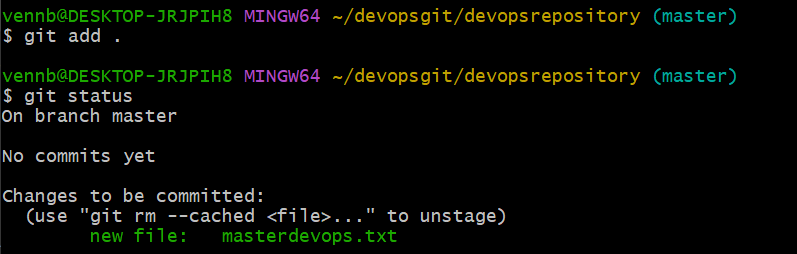 vennb@DESKTOP-JRJPIH8 MINGW64 ~/devopsgit/devopsrepository (master)
$ git add .
vennb@DESKTOP-JRJPIH8 MINGW64 ~/devopsgit/devopsrepository (master)
$ git status
On branch master
No commits yet
Changes to be committed:
(use "git rm --cached <file>..." to unstage)
new file: masterdevops.txt